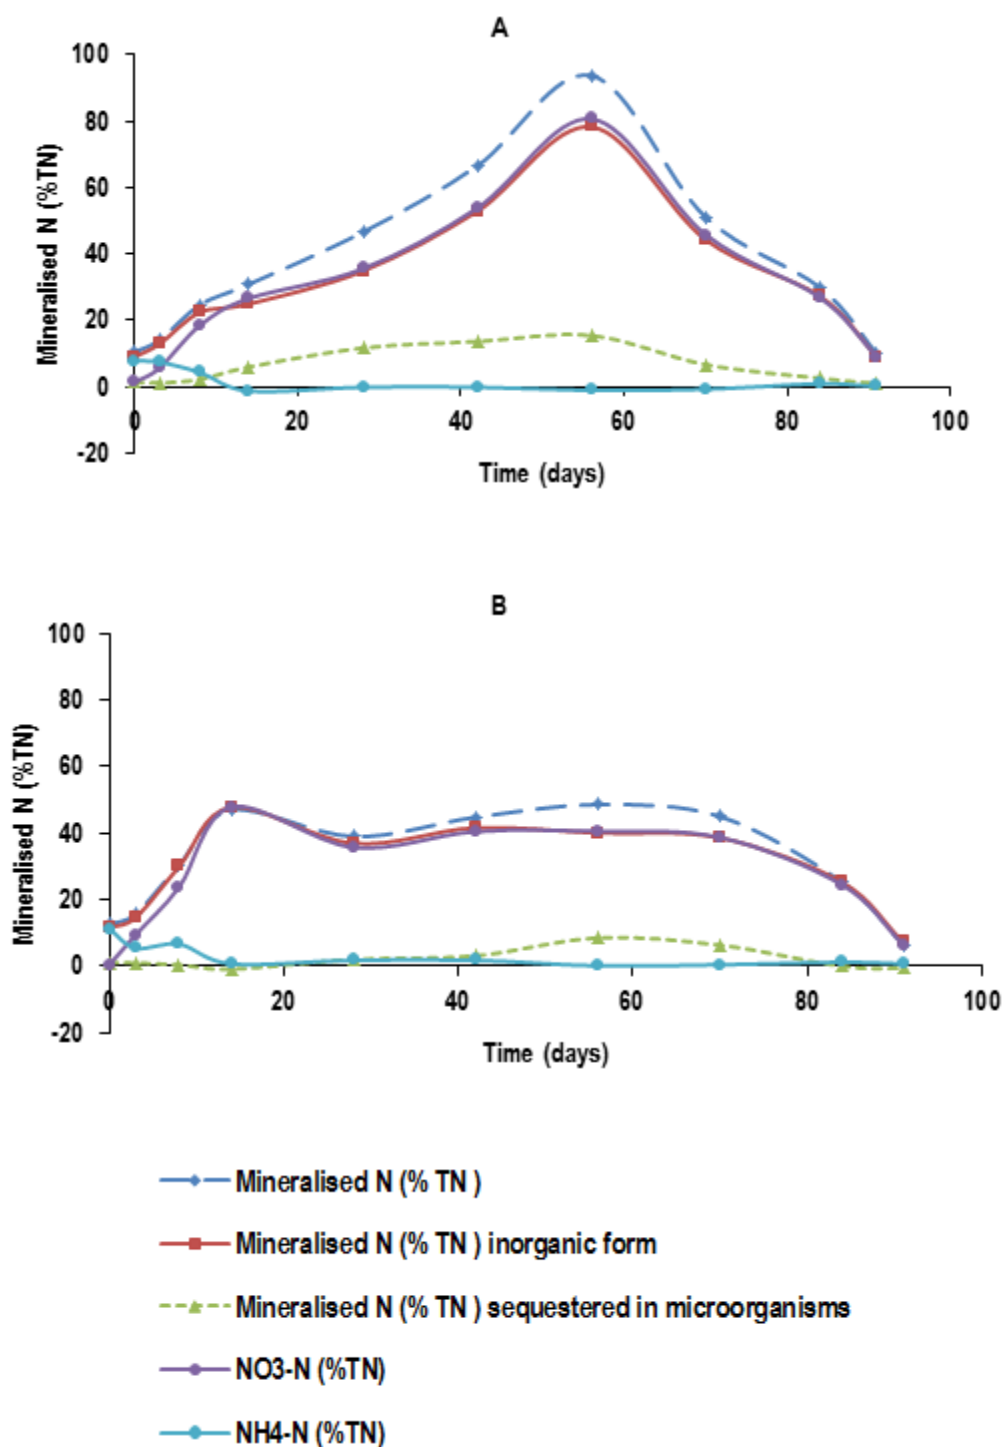 A
Mineralised N (%TN)
100
80
60
40
20
0
-20
0 20 40 60 80 100
Time (days)
B
Mineralised N (%TN)
100
80
60
40
20
0
-20
0 20 40 60 80 100
Time (days)
Mineralised N (% TN )
Mineralised N (% TN ) inorganic form
Mineralised N (% TN ) sequestered in microorganisms
NO3-N (%TN)
NH4-N (%TN)